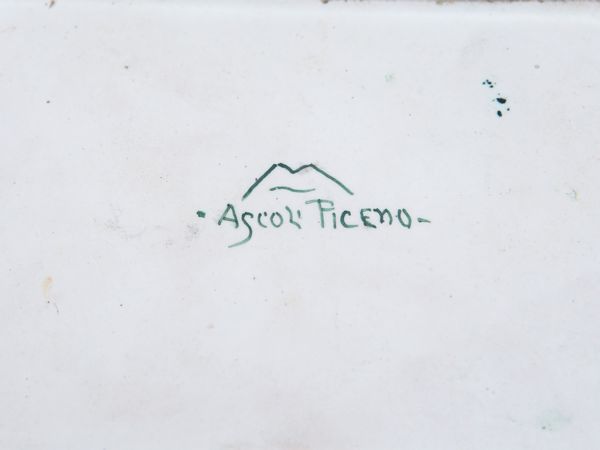 · Ascoli Piceno -